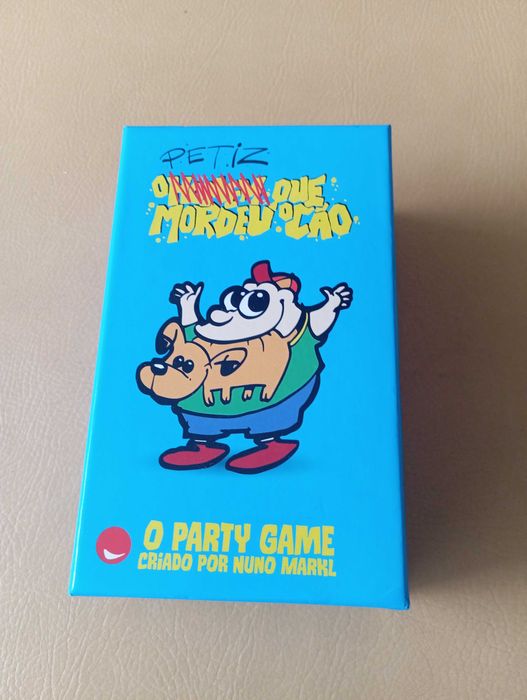 PETIZ
O QUE
MORDEU O CÃO
O PARTY GAME
CRIADO POR NUNO MARKL